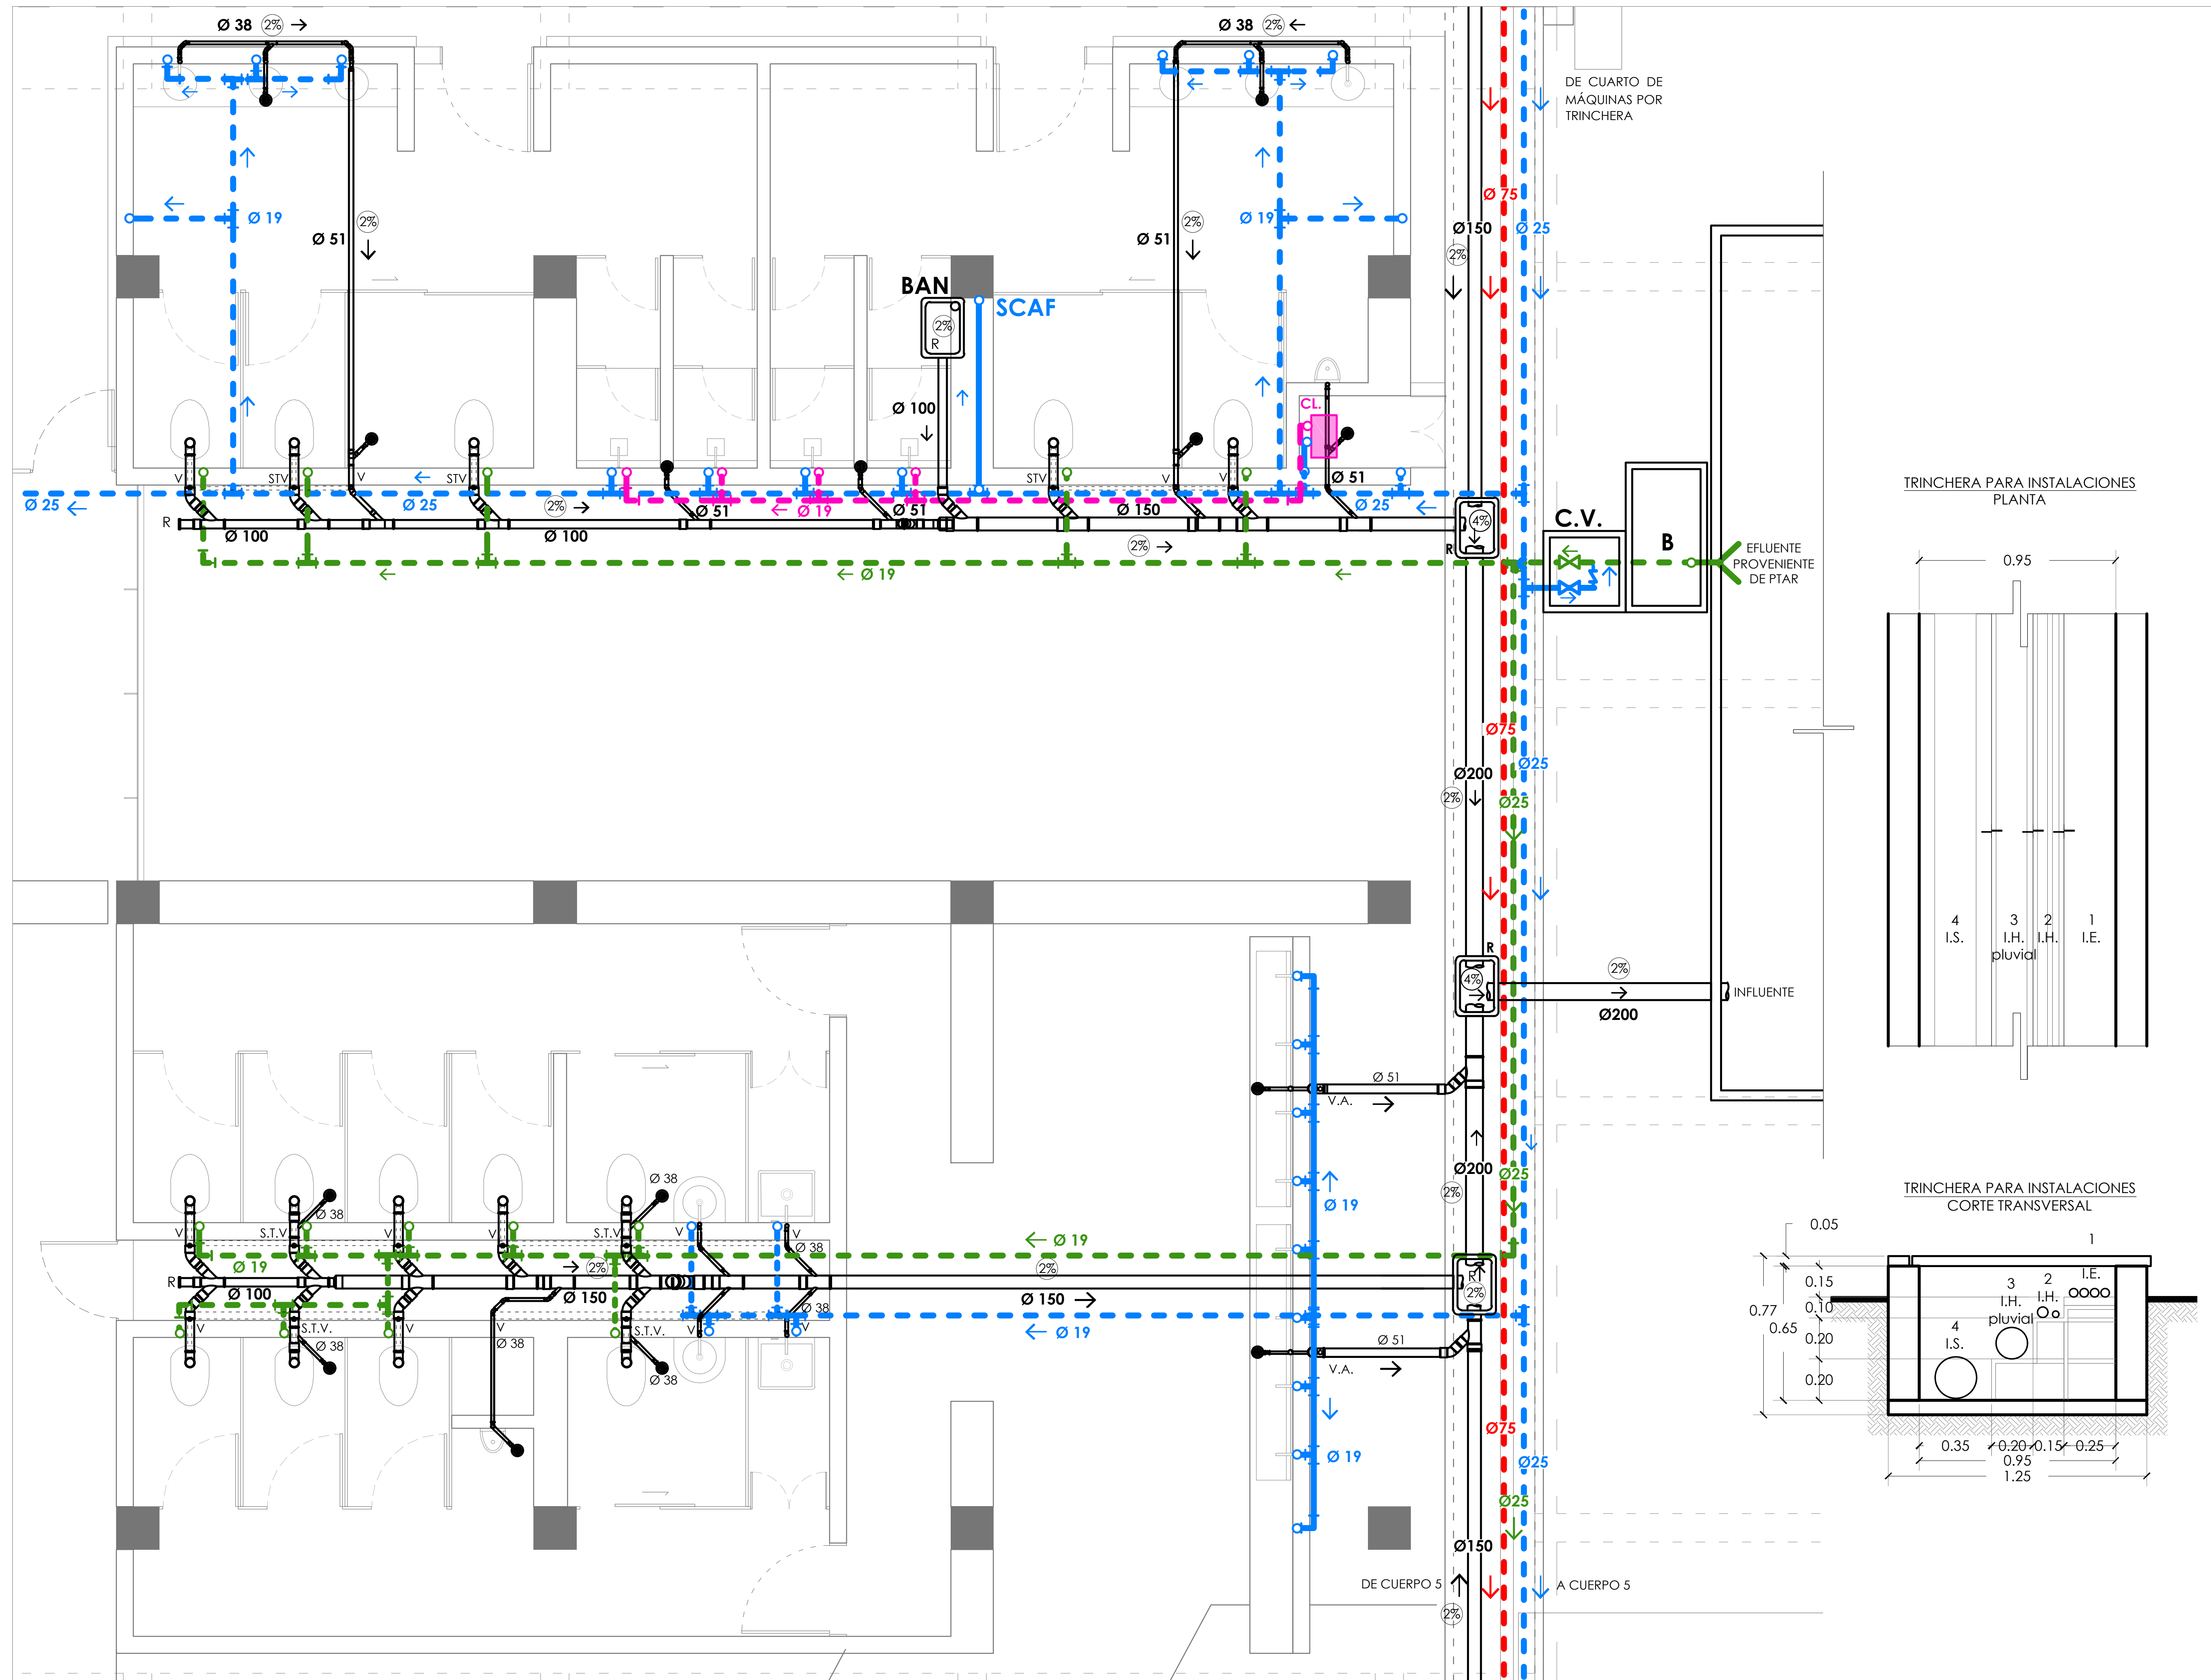 Ø 38 2%
Ø 38 2%
DE CUARTO DE
MÁQUINAS POR
TRINCHERA
Ø 75
Ø 19
2%
Ø 51
2%
Ø 51
Ø 19
Ø150
Ø 25
2%
BAN
SCAF
2%
R
Ø 100
CL.
V
STV
V
STV
STV
V
V
Ø 51
Ø 25
Ø 25
Ø 51
Ø 19
Ø 51
Ø 150
Ø 25
2%
R
Ø 100
Ø 100
2%
4%
R
C.V.
B
EFLUENTE
PROVENIENTE
DE PTAR
Ø 19
TRINCHERA PARA INSTALACIONES
PLANTA
0.95
Ø75
Ø25
Ø200
2%
Ø25
4
I.S.
3
I.H.
pluvial
2
I.H.
1
I.E.
R
4%
2%
INFLUENTE
Ø200
Ø 51
V.A.
Ø200
2%
Ø25
Ø 19
Ø 38
Ø 38
V
S.T.V
V
V
S.T.V.
V
V
Ø 38
Ø 19
Ø 19
2%
2%
R
Ø 100
Ø 150
Ø 150
R
2%
Ø 38
V
S.T.V.
V
Ø 38
S.T.V.
V
V
Ø 19
Ø 38
Ø 38
Ø 51
V.A.
Ø 19
Ø75
Ø25
Ø25
Ø150
DE CUERPO 5
A CUERPO 5
2%
TRINCHERA PARA INSTALACIONES
CORTE TRANSVERSAL
0.05
1
I.E.
2
I.H.
3
I.H.
pluvial
4
I.S.
0.15
0.10
0.77
0.65
0.20
0.20
0.35
0.20
0.15
0.25
0.95
1.25